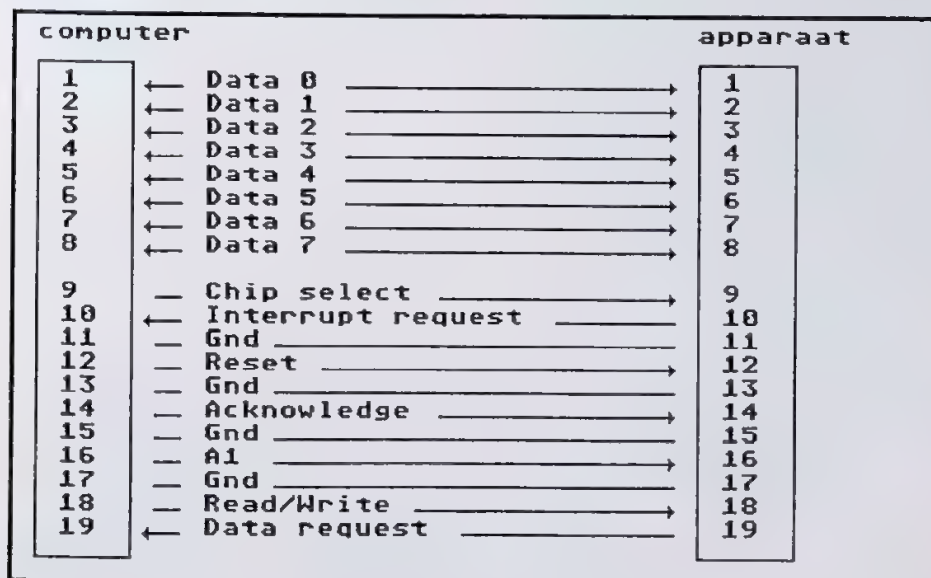 computer apparaat
1 ← Data 0 → 1
2 ← Data 1 → 2
3 ← Data 2 → 3
4 ← Data 3 → 4
5 ← Data 4 → 5
6 ← Data 5 → 6
7 ← Data 6 → 7
8 ← Data 7 → 8
9 — Chip select → 9
10 ← Interrupt request — 10
11 — Gnd — 11
12 — Reset → 12
13 — Gnd — 13
14 — Acknowledge → 14
15 — Gnd — 15
16 — A1 → 16
17 — Gnd — 17
18 — Read/Write → 18
19 ← Data request — 19